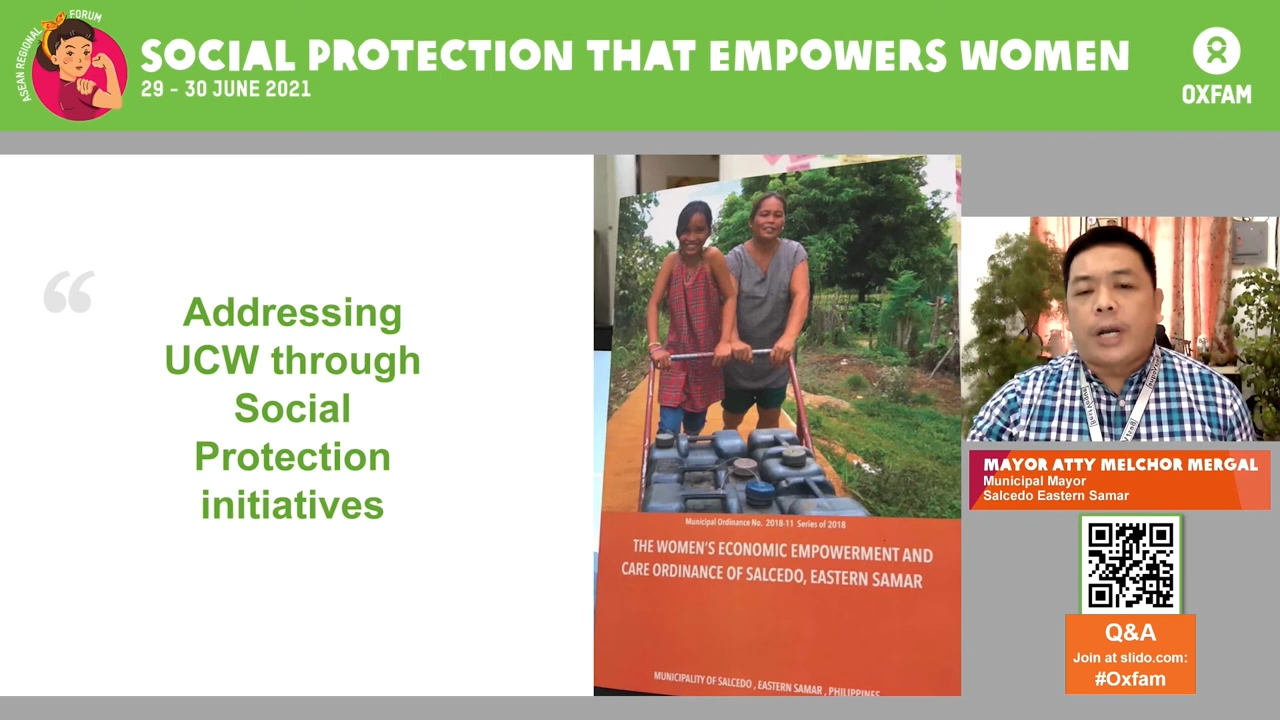 ASEAN REGIONAL FORUM
SOCIAL PROTECTION THAT EMPOWERS WOMEN
29 - 30 JUNE 2021
OXFAM
“
Addressing
UCW through
Social
Protection
initiatives
Municipal Ordinance No. 2018-11 Series of 2018
THE WOMEN'S ECONOMIC EMPOWERMENT AND
CARE ORDINANCE OF SALCEDO, EASTERN SAMAR
MUNICIPALITY OF SALCEDO , EASTERN SAMAR , PHILIPPINES
MAYOR ATTY MELCHOR MERGAL
Municipal Mayor
Salcedo Eastern Samar
Q&A
Join at slido.com:
#Oxfam